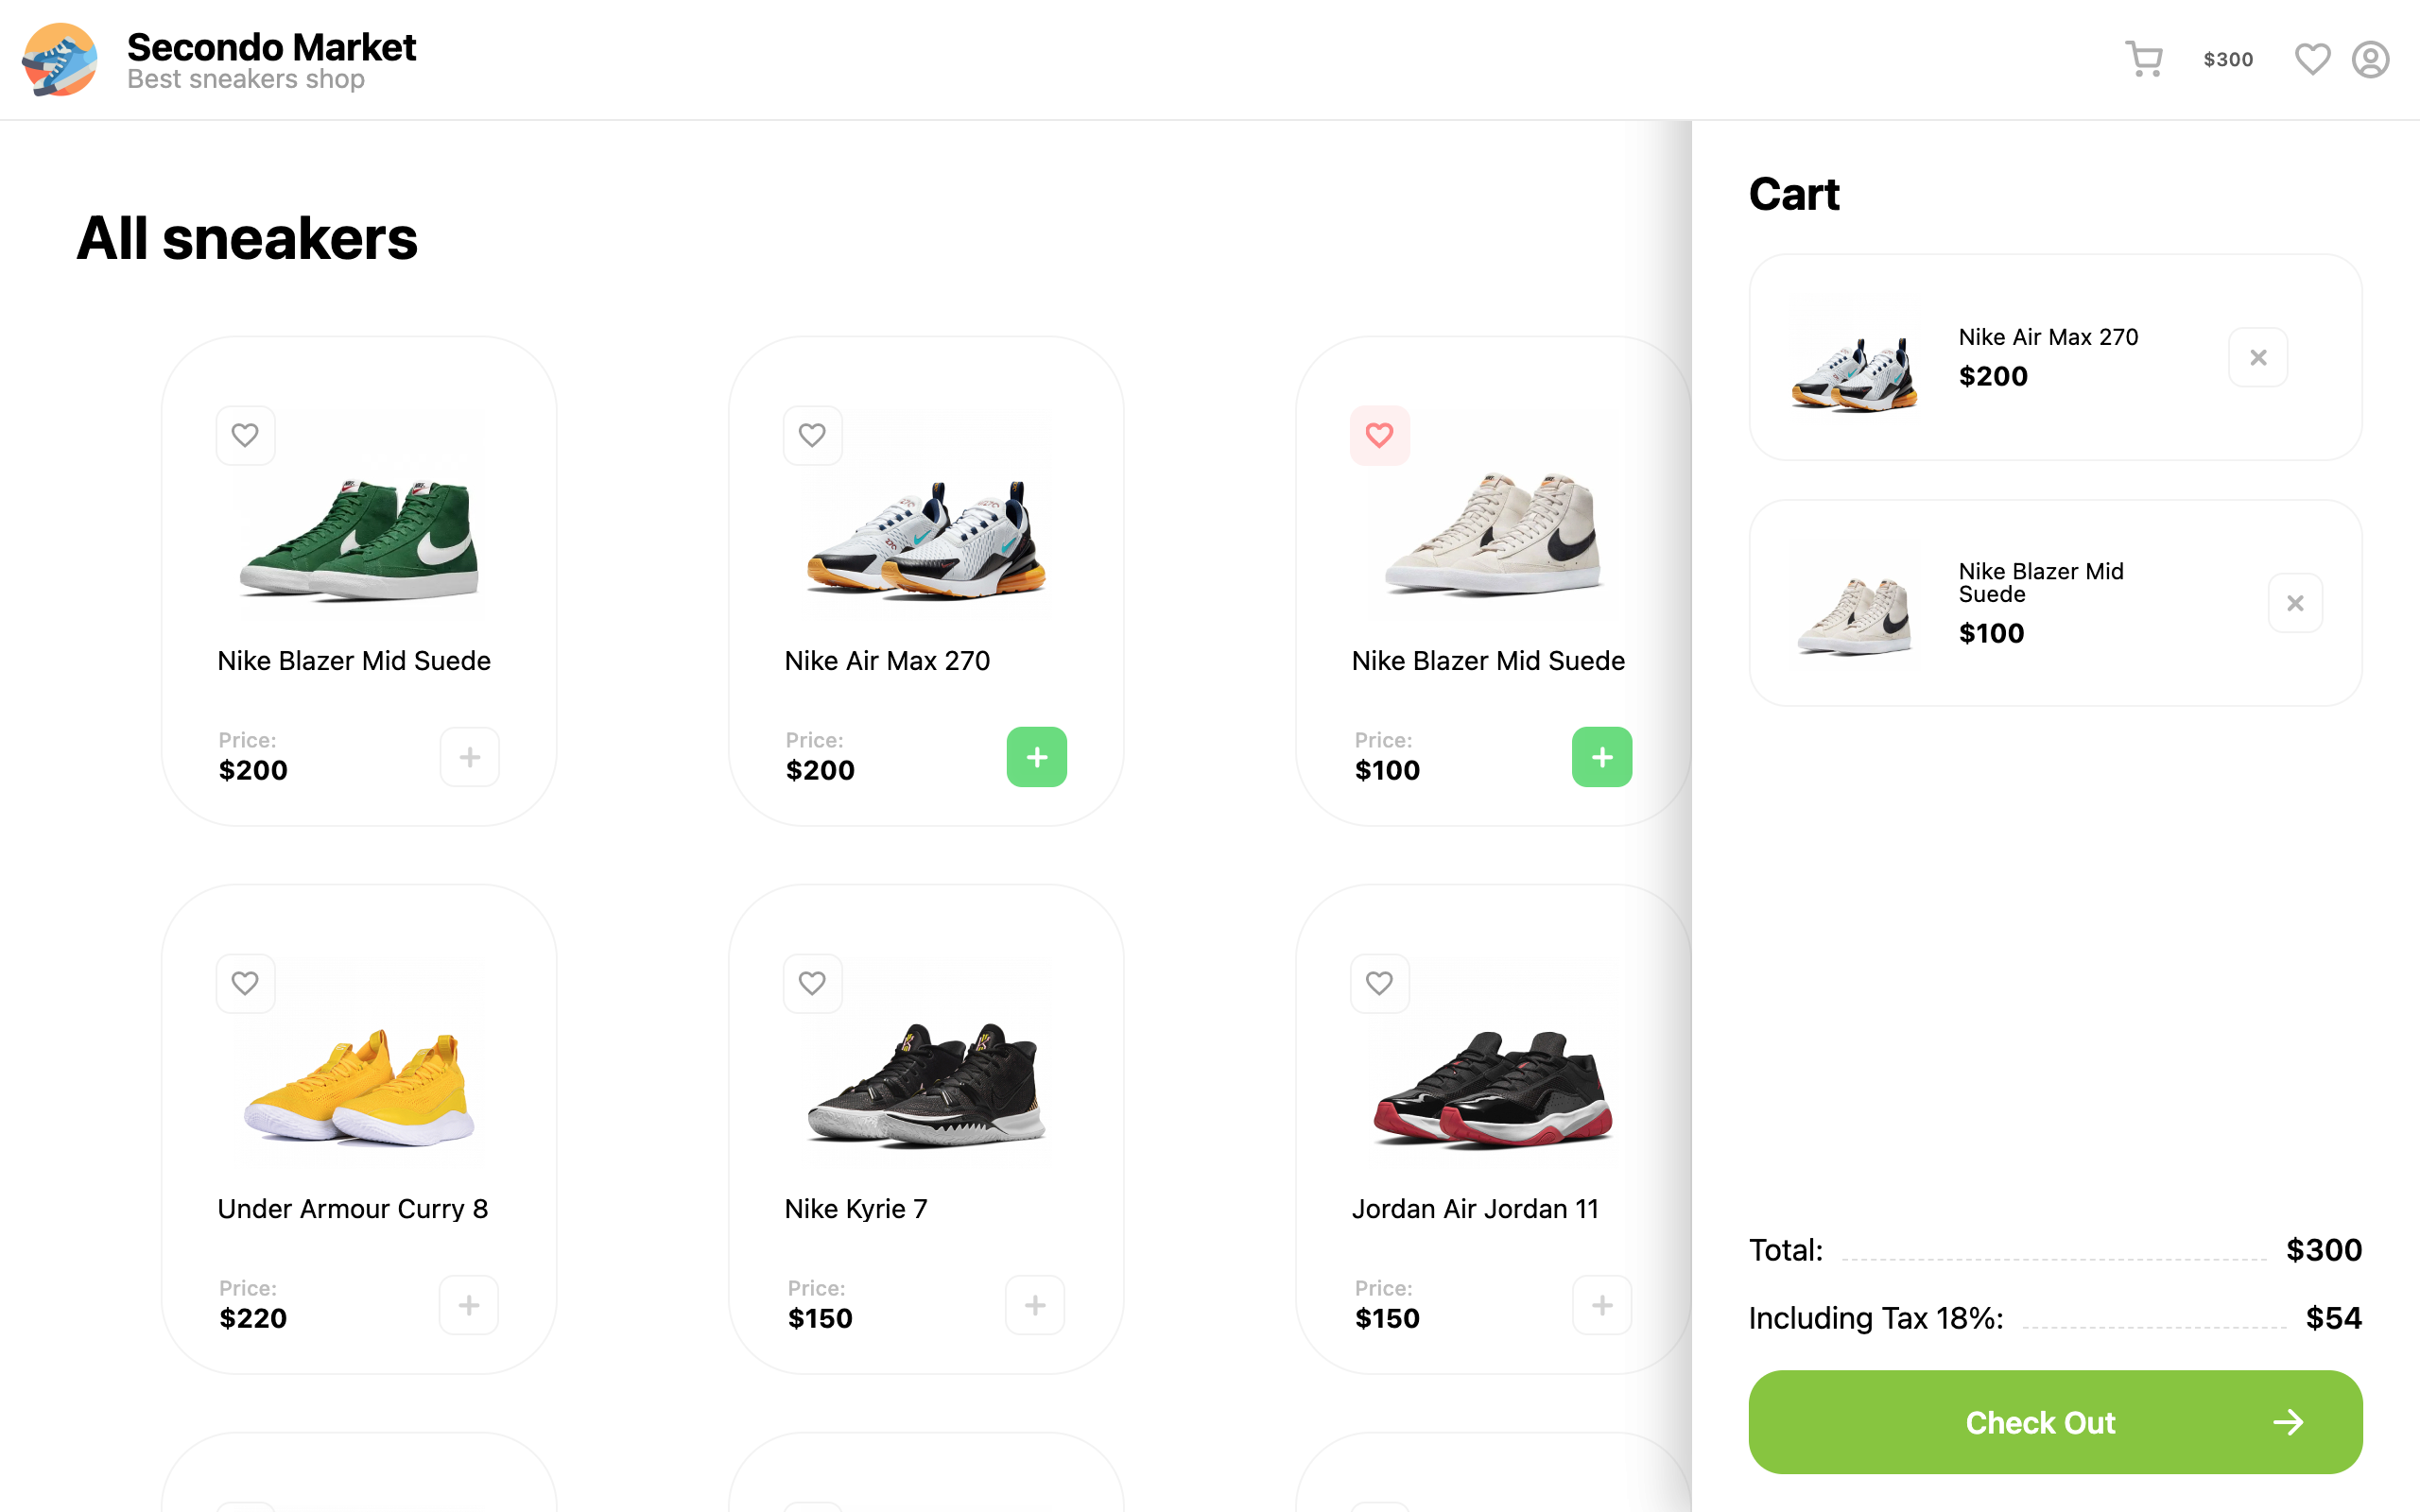 Secondo Market
Best sneakers shop
$300
All sneakers
Nike Blazer Mid Suede
Price:
$200
Nike Air Max 270
Price:
$200
Nike Blazer Mid Suede
Price:
$100
Under Armour Curry 8
Price:
$220
Nike Kyrie 7
Price:
$150
Jordan Air Jordan 11
Price:
$150
Cart
Nike Air Max 270
$200
Nike Blazer Mid
Suede
$100
Total:
$300
Including Tax 18%:
$54
Check Out